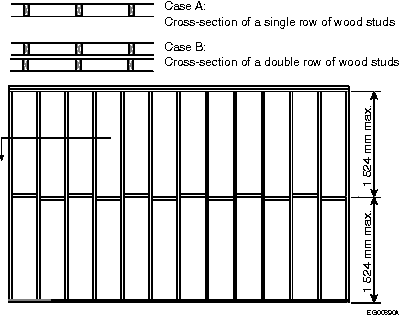 Case A:
Cross-section of a single row of wood studs
Case B:
Cross-section of a double row of wood studs
1 524 mm max.
1 524 mm max.